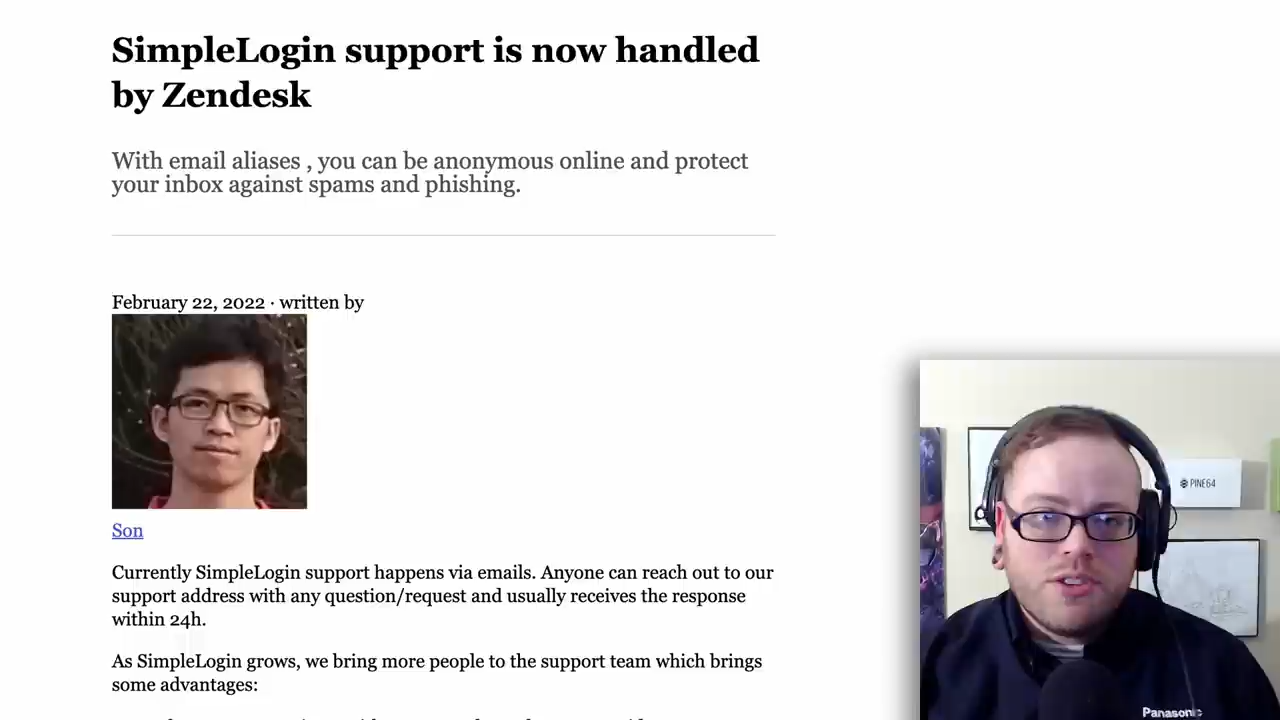 SimpleLogin support is now handled
by Zendesk
With email aliases , you can be anonymous online and protect
your inbox against spams and phishing.
February 22, 2022 · written by
Son
Currently SimpleLogin support happens via emails. Anyone can reach out to our
support address with any question/request and usually receives the response
within 24h.
As SimpleLogin grows, we bring more people to the support team which brings
some advantages:
PINE64
Panasonic